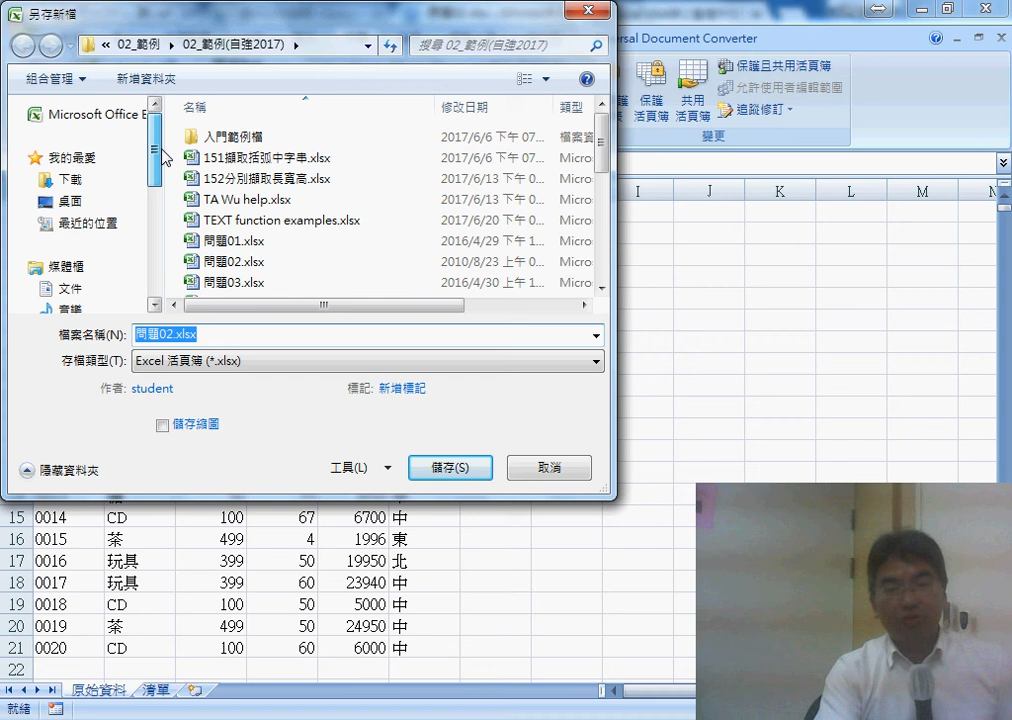 另存新檔
« 02_範例 ▸ 02_範例(自強2017) ▸
搜尋 02_範例(自強2017)
rsal Document Converter
組合管理 ▼ 新增資料夾
保護且共用活頁簿
允許使用者編輯範圍
追蹤修訂
保護
活頁簿
共用
活頁簿
變更
Microsoft Office E
我的最愛
下載
桌面
最近的位置
媒體櫃
文件
音樂
名稱 修改日期 類型
入門範例檔 2017/6/6 下午 07... 檔案資
151擷取括弧中字串.xlsx 2017/6/6 下午 07... Micro
152分別擷取長寬高.xlsx 2017/6/13 下午 0... Micro
TA Wu help.xlsx 2017/6/13 下午 0... Micro
TEXT function examples.xlsx 2017/6/20 下午 0... Micro
問題01.xlsx 2016/4/29 下午 1... Micro
問題02.xlsx 2010/8/23 上午 0... Micro
問題03.xlsx 2016/4/30 上午 1... Micro
檔案名稱(N): 問題02.xlsx
存檔類型(T): Excel 活頁簿 (*.xlsx)
作者: student 標記: 新增標記
儲存縮圖
隱藏資料夾 工具(L) ▼ 儲存(S) 取消
I J K L M N
15 0014 CD 100 67 6700 中
16 0015 茶 499 4 1996 東
17 0016 玩具 399 50 19950 北
18 0017 玩具 399 60 23940 中
19 0018 CD 100 50 5000 中
20 0019 茶 499 50 24950 中
21 0020 CD 100 60 6000 中
22
原始資料 清單
就緒